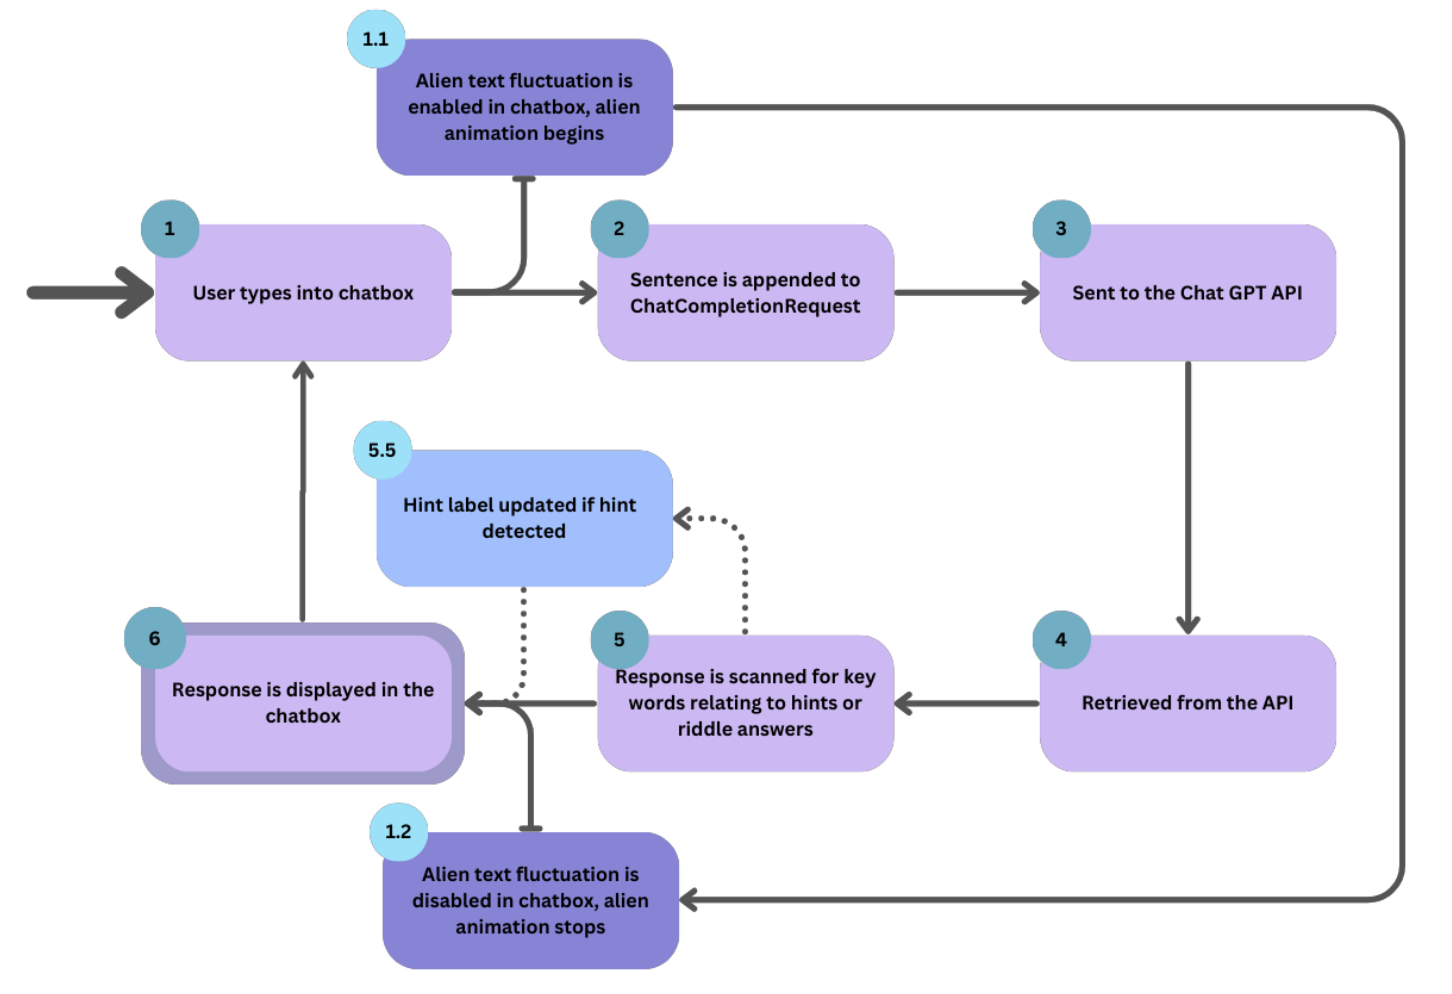 1.1
Alien text fluctuation is
enabled in chatbox, alien
animation begins
1
User types into chatbox
2
Sentence is appended to
ChatCompletionRequest
3
Sent to the Chat GPT API
5.5
Hint label updated if hint
detected
6
Response is displayed in the
chatbox
5
Response is scanned for key
words relating to hints or
riddle answers
4
Retrieved from the API
1.2
Alien text fluctuation is
disabled in chatbox, alien
animation stops